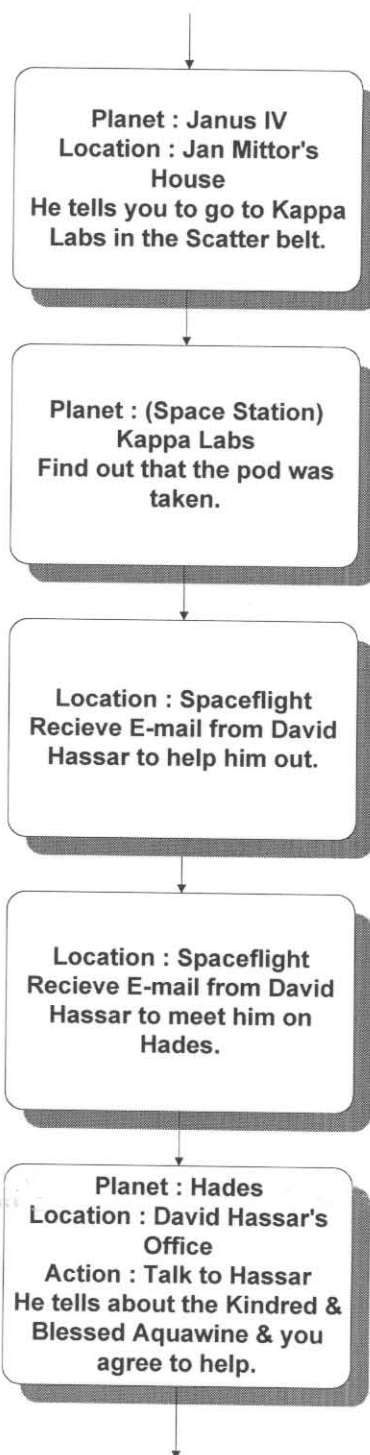 Planet : Janus IV
Location : Jan Mittor's
House
He tells you to go to Kappa
Labs in the Scatter belt.
Planet : (Space Station)
Kappa Labs
Find out that the pod was
taken.
Location : Spaceflight
Recieve E-mail from David
Hassar to help him out.
Location : Spaceflight
Recieve E-mail from David
Hassar to meet him on
Hades.
Planet : Hades
Location : David Hassar's
Office
Action : Talk to Hassar
He tells about the Kindred &
Blessed Aquawine & you
agree to help.